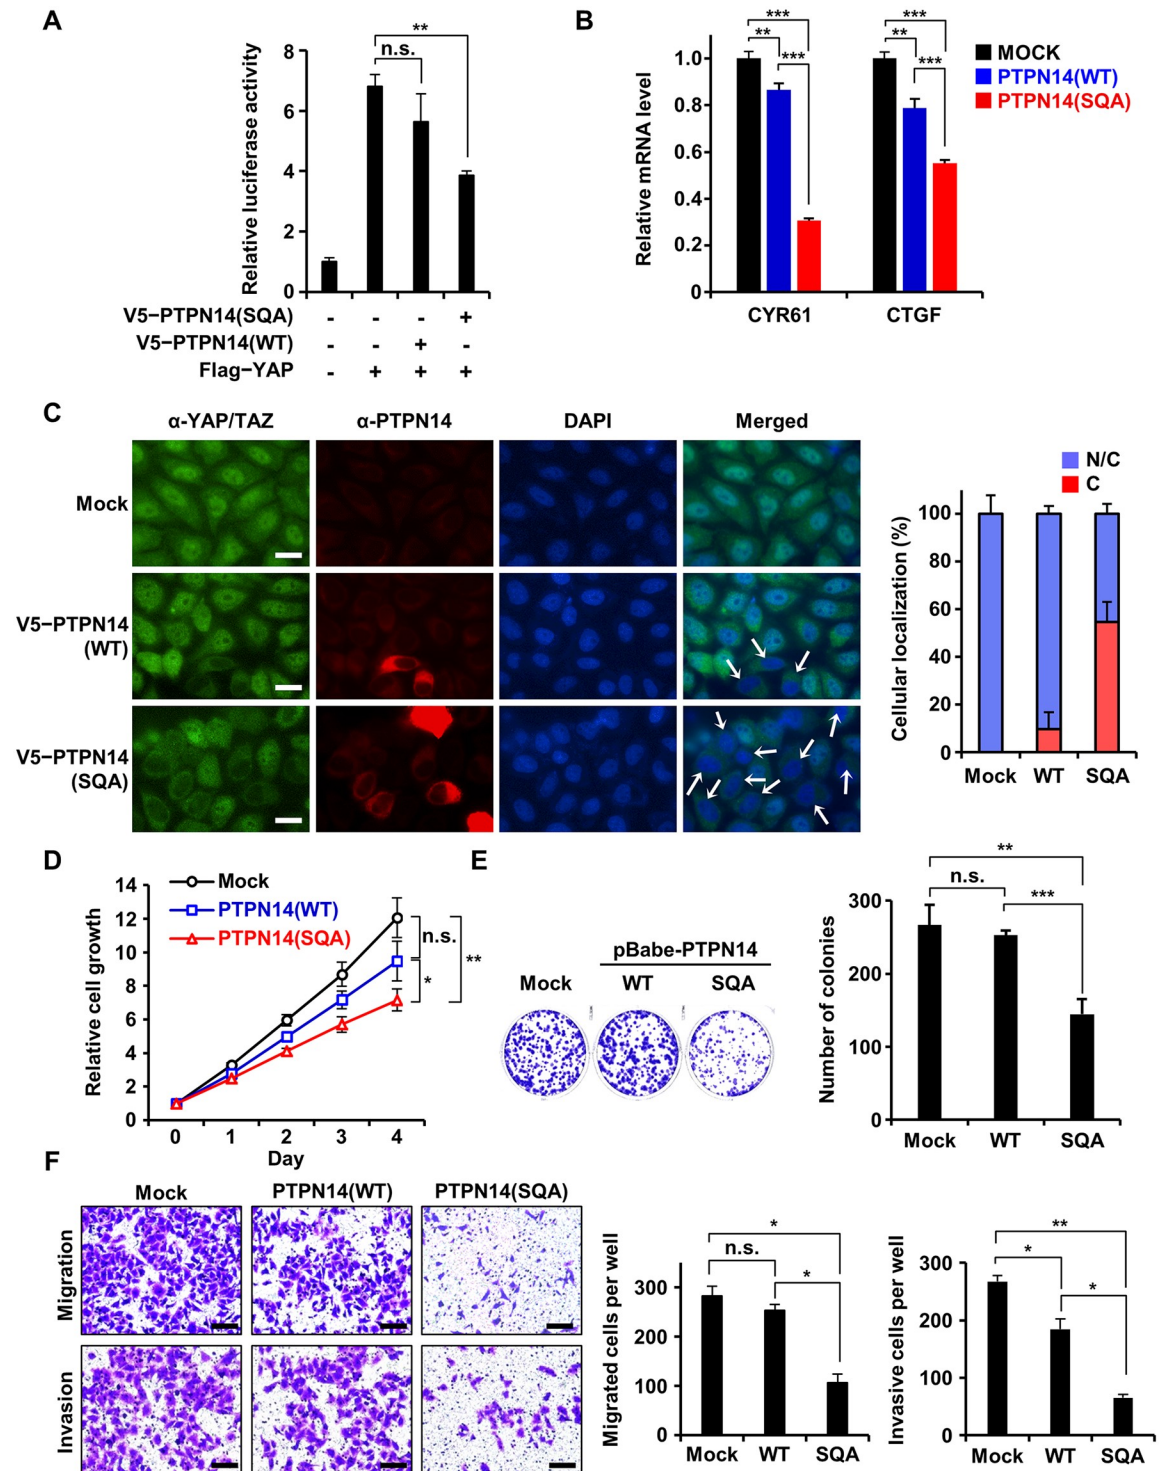 A
Relative luciferase activity
8
6
4
2
0
**
n.s.
V5−PTPN14(SQA) - - - +
V5−PTPN14(WT) - - + -
Flag−YAP - + + +
B
Relative mRNA level
1.0
0.8
0.6
0.4
0.2
0
***
**
***
***
**
***
CYR61 CTGF
MOCK
PTPN14(WT)
PTPN14(SQA)
C
α-YAP/TAZ α-PTPN14 DAPI Merged
Mock
V5−PTPN14
(WT)
V5−PTPN14
(SQA)
N/C
C
Cellular localization (%)
100
80
60
40
20
0
Mock WT SQA
D
Relative cell growth
14
12
10
8
6
4
2
0
Mock
PTPN14(WT)
PTPN14(SQA)
n.s.
*
**
0 1 2 3 4
Day
E
pBabe-PTPN14
Mock WT SQA
Number of colonies
300
200
100
0
**
n.s.
***
Mock WT SQA
F
Mock PTPN14(WT) PTPN14(SQA)
Migration
Invasion
Migrated cells per well
300
200
100
0
*
n.s.
*
Mock WT SQA
Invasive cells per well
300
200
100
0
**
*
*
Mock WT SQA